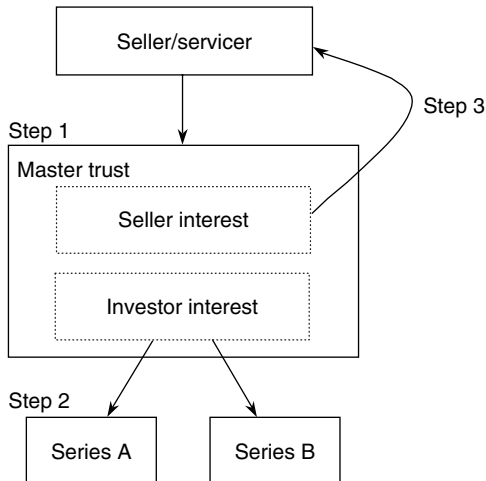 Seller/servicer
Step 3
Step 1
Master trust
Seller interest
Investor interest
Step 2
Series A
Series B